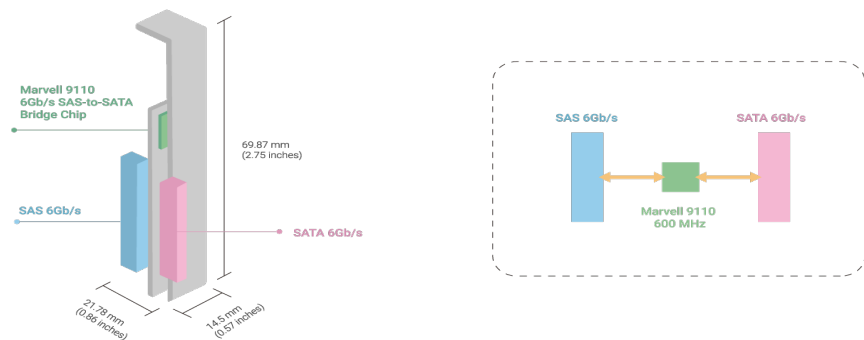 Marvell 9110
6Gb/s SAS-to-SATA
Bridge Chip
69.87 mm
(2.75 inches)
SAS 6Gb/s
SATA 6Gb/s
21.78 mm
(0.86 inches)
14.5 mm
(0.57 inches)
SAS 6Gb/s
SATA 6Gb/s
Marvell 9110
600 MHz